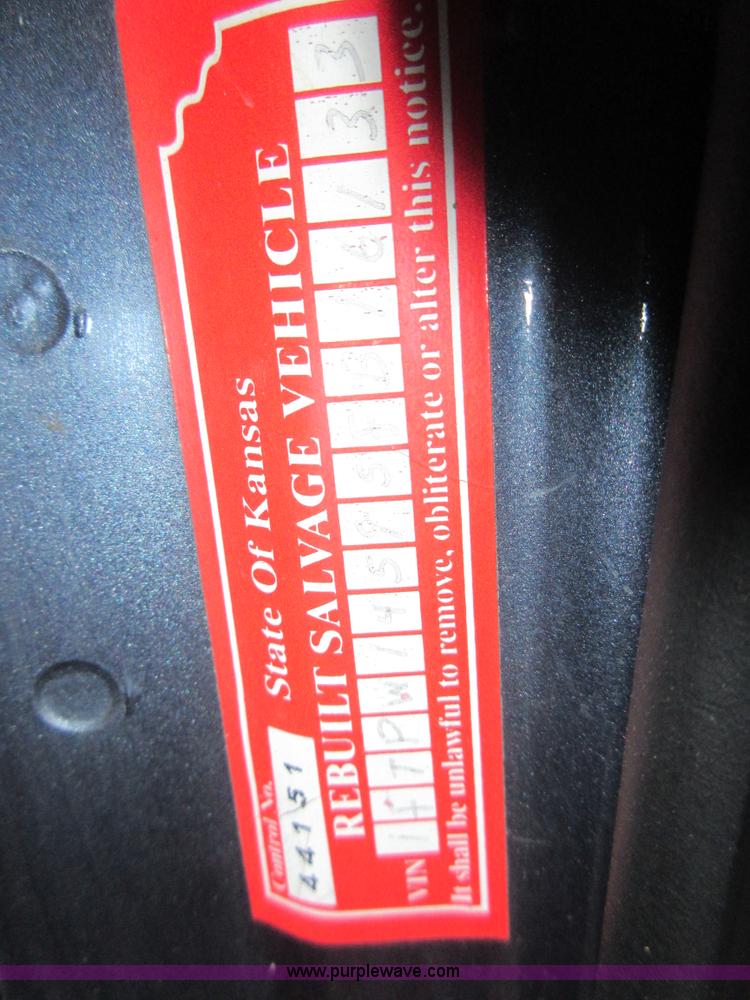 Control No.
44151
State Of Kansas
REBUILT SALVAGE VEHICLE
VIN
It shall be unlawful to remove, obliterate or alter this notice.
www.purplewave.com